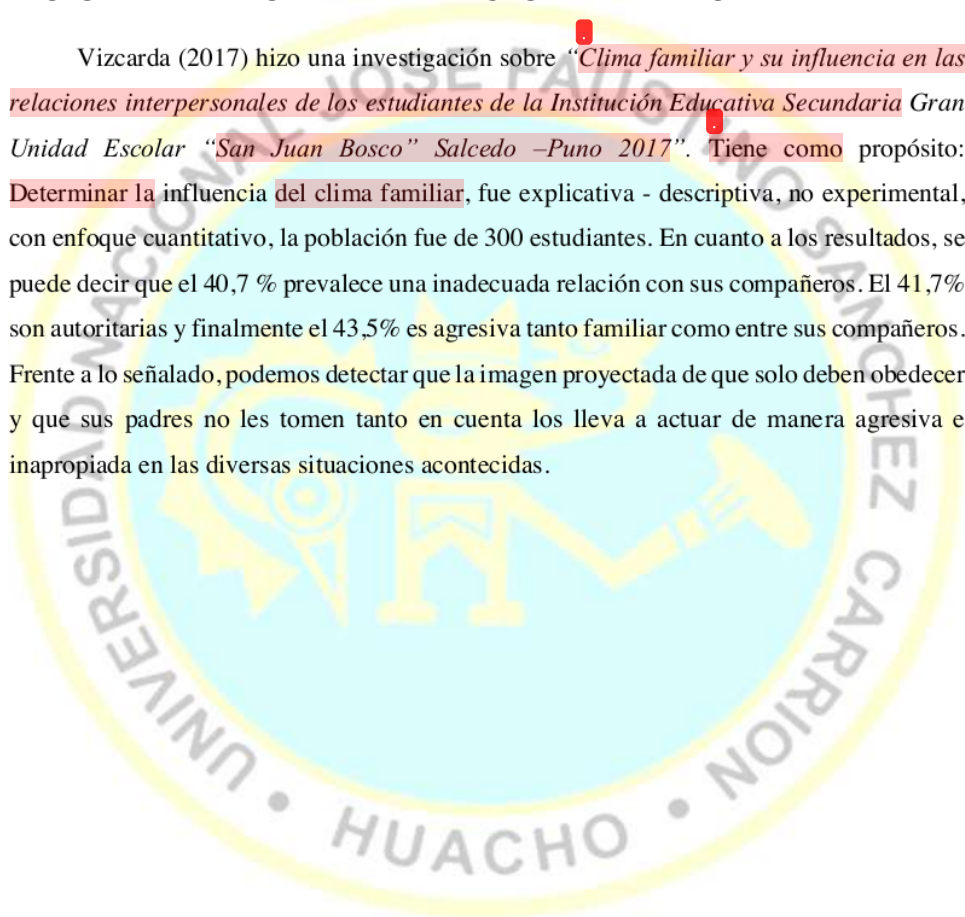 Vizcarda (2017) hizo una investigación sobre “Clima familiar y su influencia en las
relaciones interpersonales de los estudiantes de la Institución Educativa Secundaria Gran
Unidad Escolar “San Juan Bosco” Salcedo –Puno 2017”. Tiene como propósito:
Determinar la influencia del clima familiar, fue explicativa - descriptiva, no experimental,
con enfoque cuantitativo, la población fue de 300 estudiantes. En cuanto a los resultados, se
puede decir que el 40,7 % prevalece una inadecuada relación con sus compañeros. El 41,7%
son autoritarias y finalmente el 43,5% es agresiva tanto familiar como entre sus compañeros.
Frente a lo señalado, podemos detectar que la imagen proyectada de que solo deben obedecer
y que sus padres no les tomen tanto en cuenta los lleva a actuar de manera agresiva e
inapropiada en las diversas situaciones acontecidas.
UNIVERSIDAD NACIONAL JOSE FAUSTINO SANCHEZ CARRION
• HUACHO •